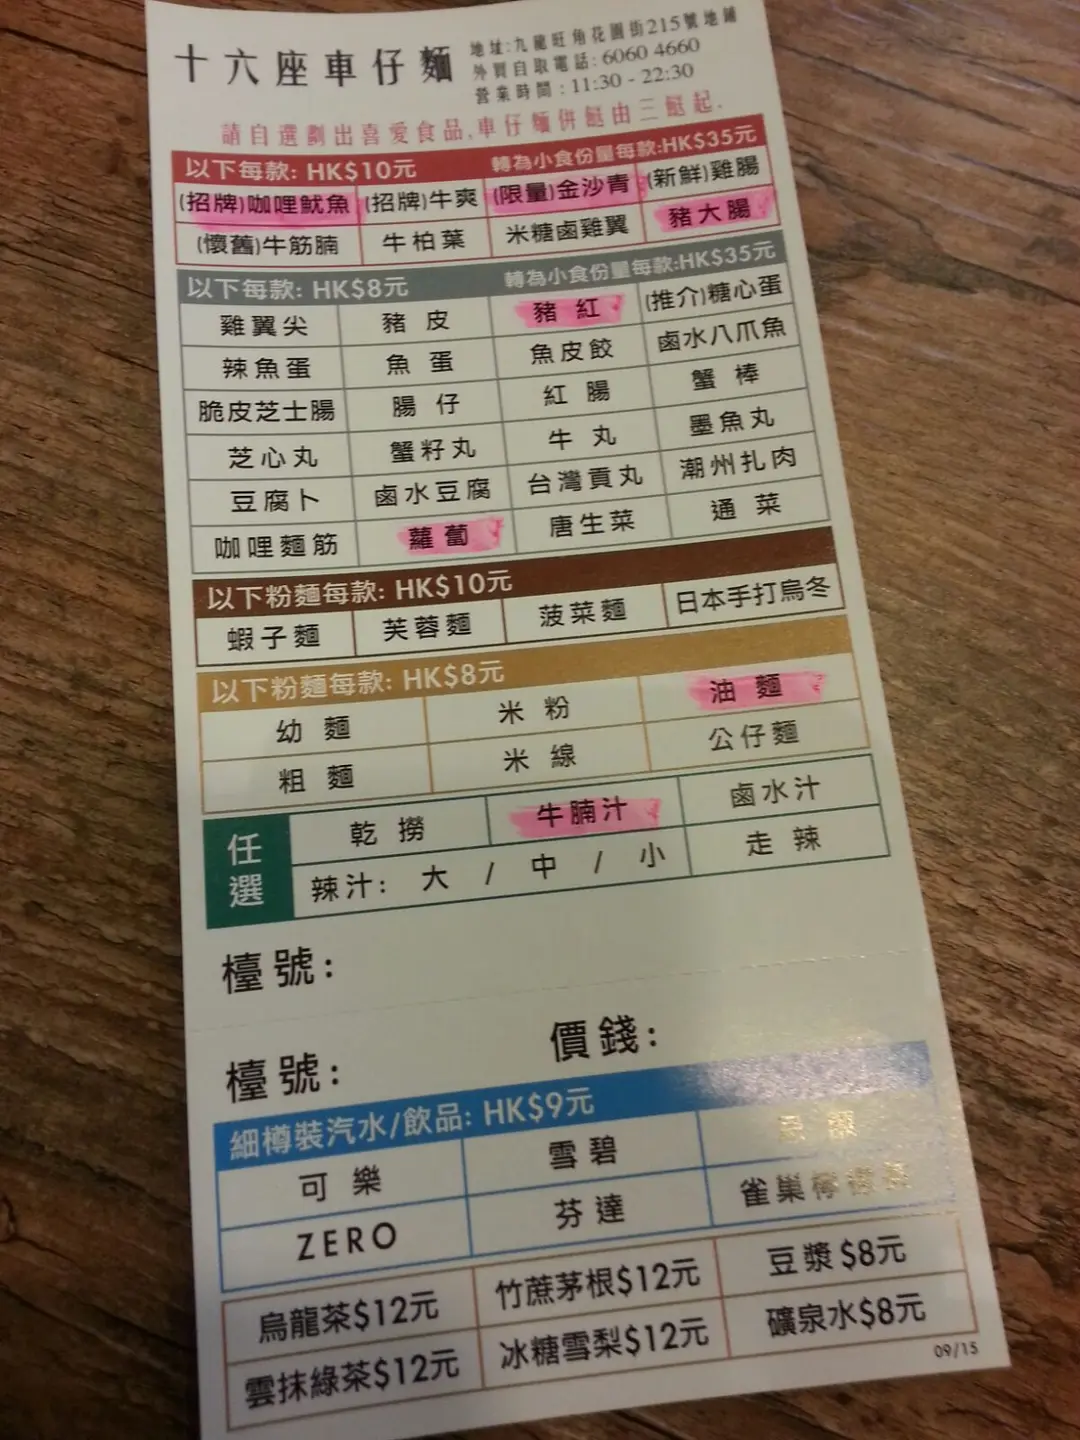 十六座車仔麵
地址:九龍旺角花園街215號地鋪
外買自取電話:6060 4660
營業時間:11:30 - 22:30
請自選劃出喜愛食品,車仔麵併餸由三餸起.
以下每款: HK$10元 轉為小食份量每款:HK$35元
(招牌)咖哩魷魚 (招牌)牛爽 (限量)金沙青 (新鮮)雞腸
(懷舊)牛筋腩 牛柏葉 米糖鹵雞翼 豬大腸
以下每款: HK$8元 轉為小食份量每款:HK$35元
雞翼尖 豬皮 豬紅 (推介)糖心蛋
辣魚蛋 魚蛋 魚皮餃 鹵水八爪魚
脆皮芝士腸 腸仔 紅腸 蟹棒
芝心丸 蟹籽丸 牛丸 墨魚丸
豆腐卜 鹵水豆腐 台灣貢丸 潮州扎肉
咖哩麵筋 蘿蔔 唐生菜 通菜
以下粉麵每款: HK$10元
蝦子麵 芙蓉麵 菠菜麵 日本手打烏冬
以下粉麵每款: HK$8元
幼麵 米粉 油麵
粗麵 米線 公仔麵
任選
乾撈 牛腩汁 鹵水汁
辣汁: 大 / 中 / 小 走辣
檯號:
檯號: 價錢:
細樽裝汽水/飲品: HK$9元
可樂 雪碧
ZERO 芬達 雀巢檸檬茶
烏龍茶$12元 竹蔗茅根$12元 豆漿$8元
雲抹綠茶$12元 冰糖雪梨$12元 礦泉水$8元
09/15